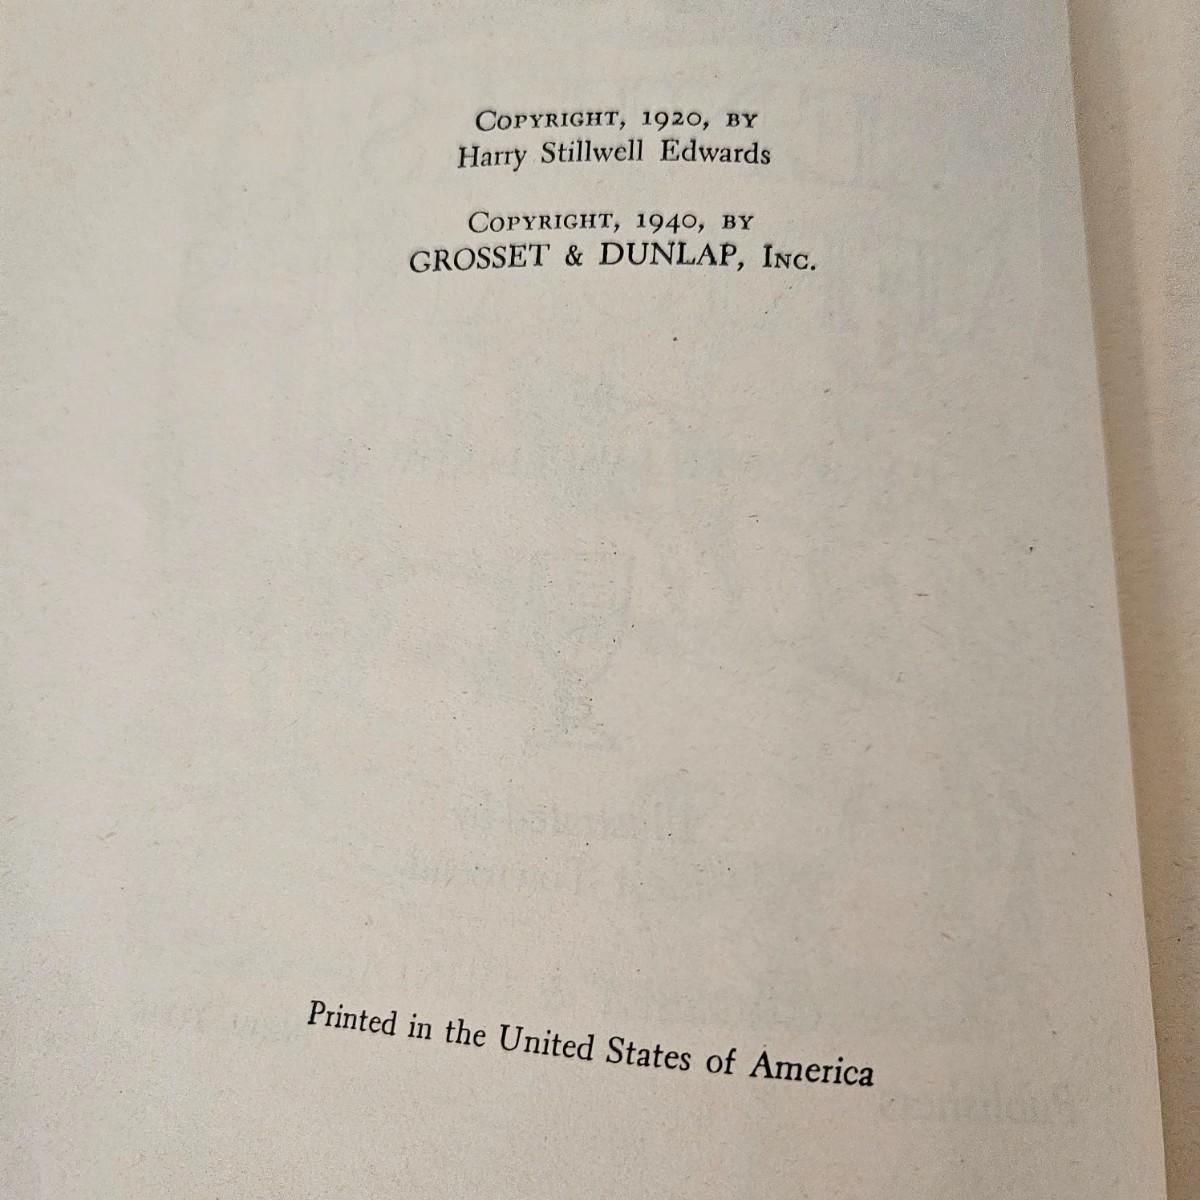 COPYRIGHT, 1920, BY
Harry Stillwell Edwards
COPYRIGHT, 1940, BY
GROSSET & DUNLAP, INC.
Printed in the United States of America